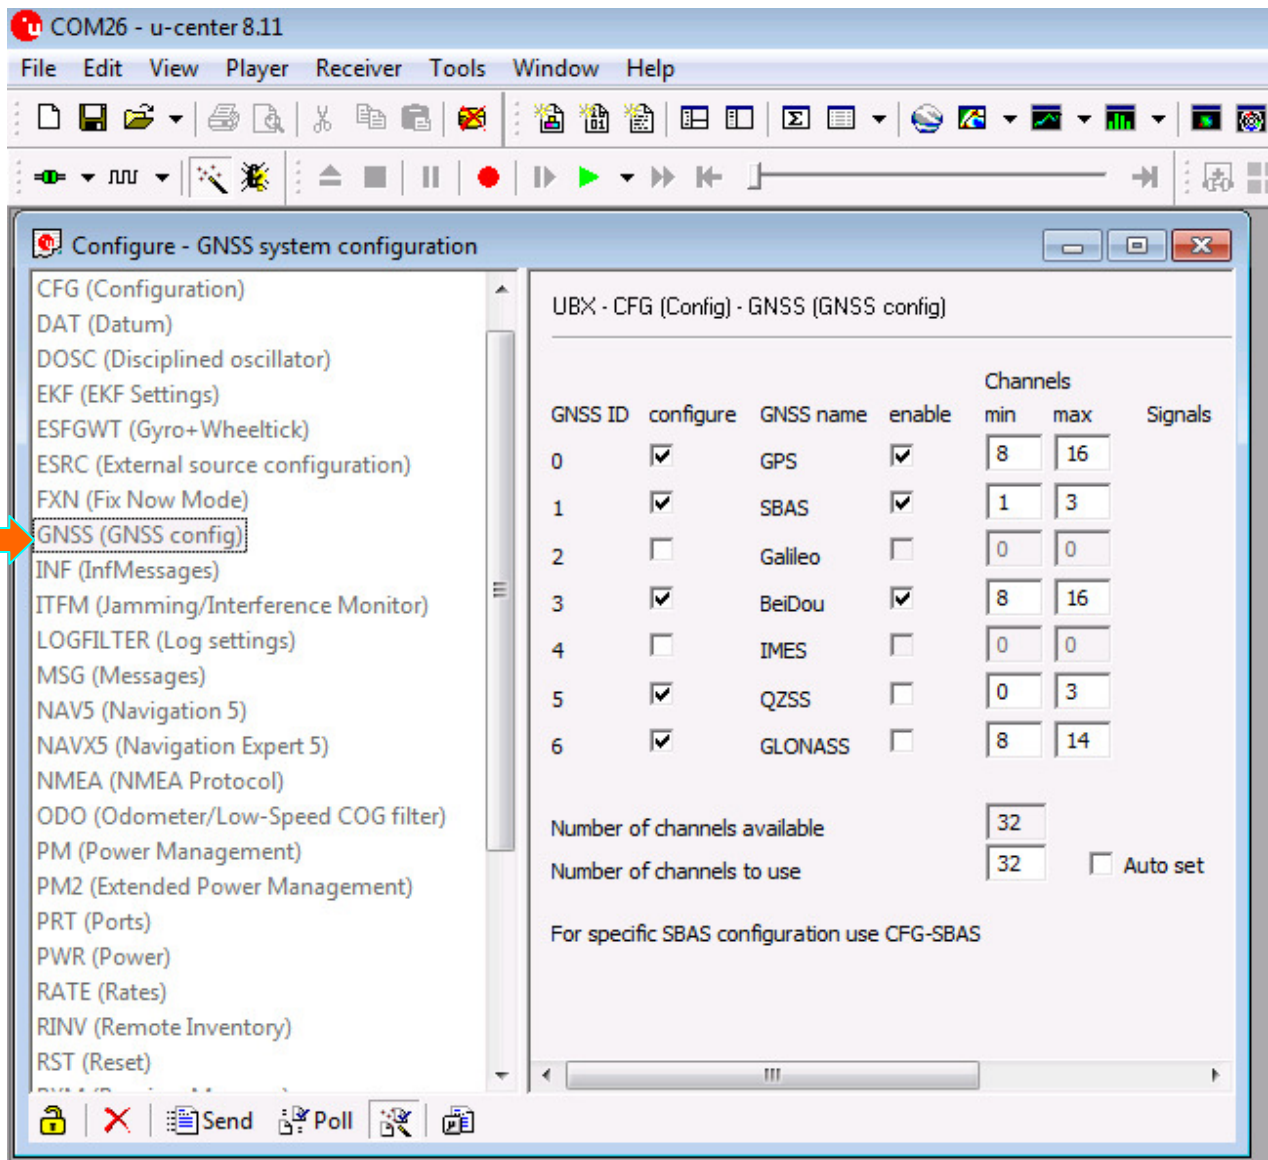 COM26 - u-center 8.11
File Edit View Player Receiver Tools Window Help
Configure - GNSS system configuration
CFG (Configuration)
DAT (Datum)
DOSC (Disciplined oscillator)
EKF (EKF Settings)
ESFGWT (Gyro+Wheeltick)
ESRC (External source configuration)
FXN (Fix Now Mode)
GNSS (GNSS config)
INF (InfMessages)
ITFM (Jamming/Interference Monitor)
LOGFILTER (Log settings)
MSG (Messages)
NAV5 (Navigation 5)
NAVX5 (Navigation Expert 5)
NMEA (NMEA Protocol)
ODO (Odometer/Low-Speed COG filter)
PM (Power Management)
PM2 (Extended Power Management)
PRT (Ports)
PWR (Power)
RATE (Rates)
RINV (Remote Inventory)
RST (Reset)
UBX - CFG (Config) - GNSS (GNSS config)
Channels
GNSS ID configure GNSS name enable min max Signals
0 GPS 8 16
1 SBAS 1 3
2 Galileo 0 0
3 BeiDou 8 16
4 IMES 0 0
5 QZSS 0 3
6 GLONASS 8 14
Number of channels available 32
Number of channels to use 32 Auto set
For specific SBAS configuration use CFG-SBAS
Send Poll